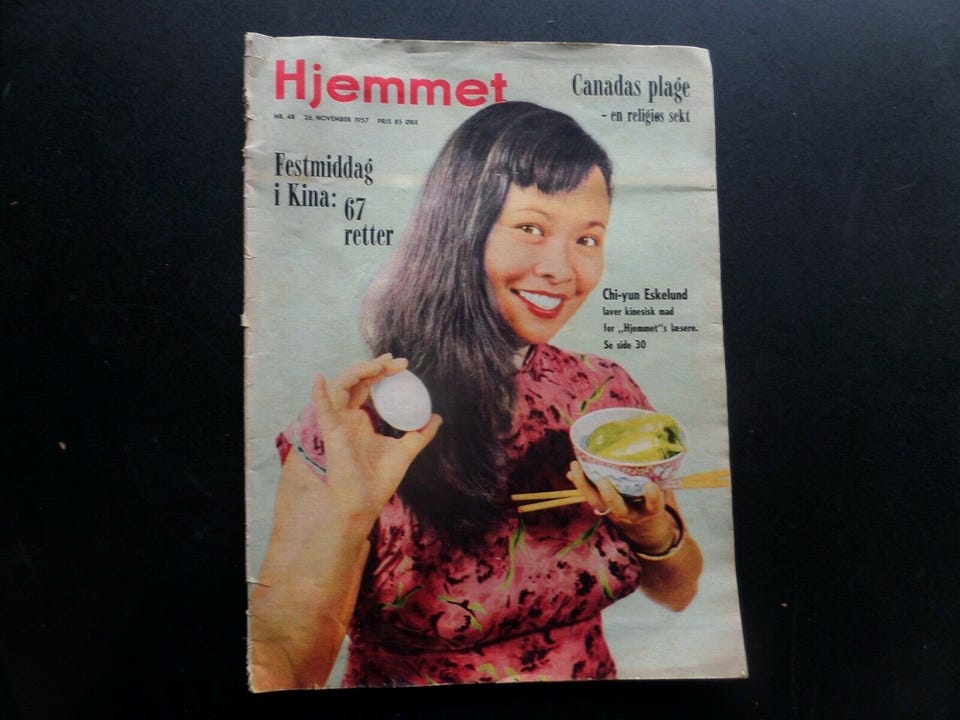 Hjemmet
NR. 48 26. NOVEMBER 1957 PRIS 85 ØRE
Canadas plage
- en religiøs sekt
Festmiddag
i Kina: 67
retter
Chi-yun Eskelund
laver kinesisk mad
for „Hjemmet"s læsere.
Se side 30